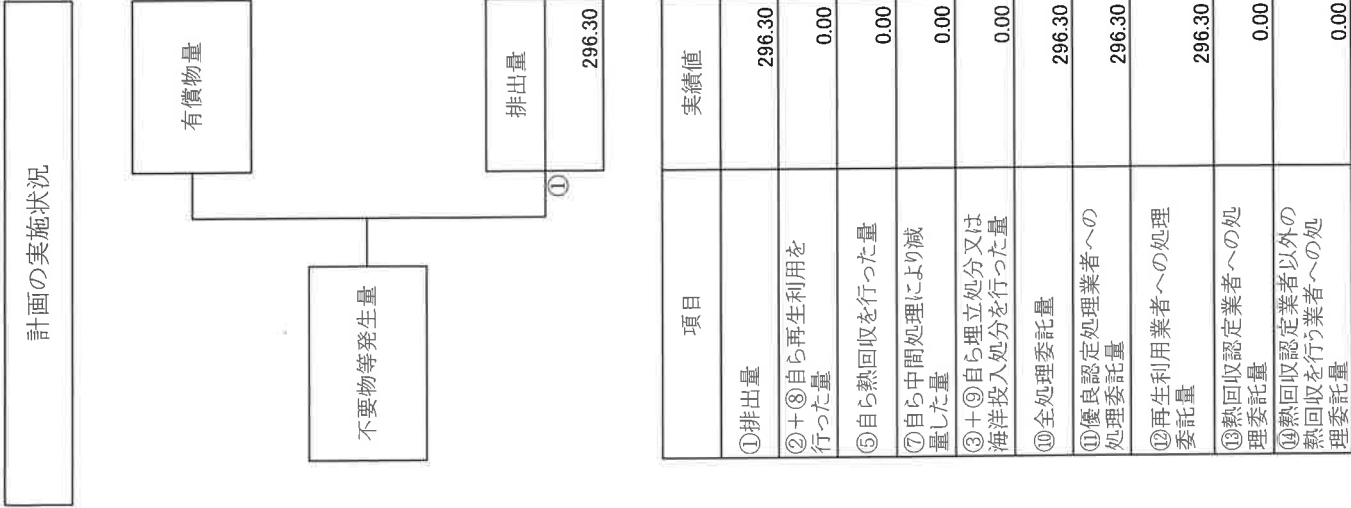 計画の実施状況
有償物量
不要物等発生量
排出量
①
296.30
項目 実績値
①排出量 296.30
②+⑧自ら再生利用を
行った量 0.00
⑤自ら熱回収を行った量 0.00
⑦自ら中間処理により減
量した量 0.00
③+⑨自ら埋立処分又は
海洋投入処分を行った量 0.00
⑩全処理委託量 296.30
⑪優良認定処理業者への
処理委託量 296.30
⑫再生利用業者への処理
委託量 296.30
⑬熱回収認定業者への処
理委託量 0.00
⑭熱回収認定業者以外の
熱回収を行う業者への処
理委託量 0.00